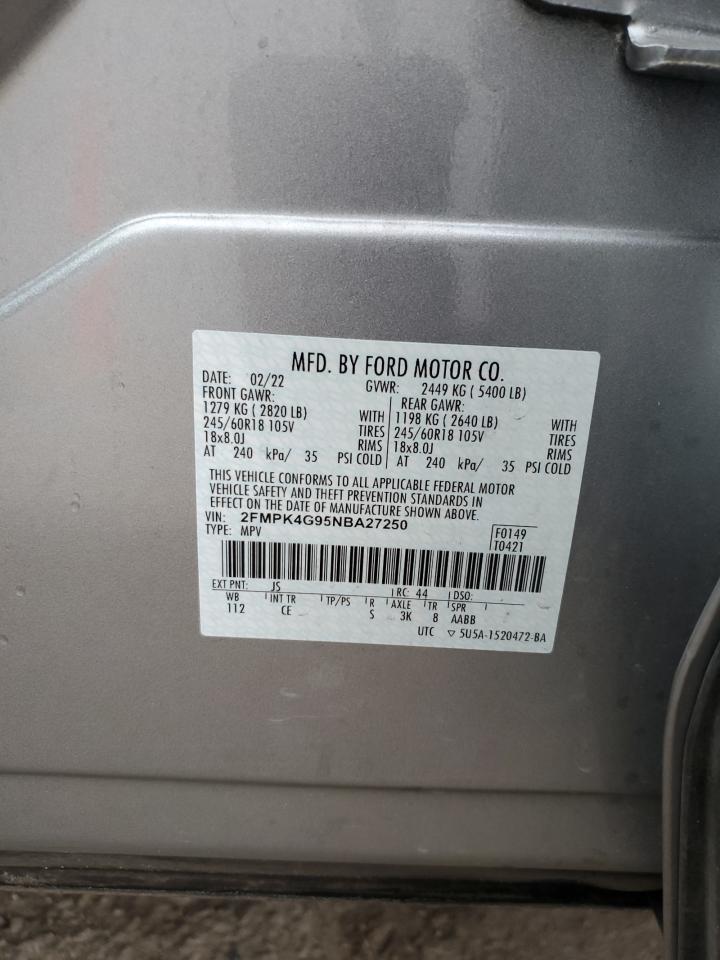 MFD. BY FORD MOTOR CO.
DATE: 02/22 GVWR: 2449 KG ( 5400 LB)
FRONT GAWR: REAR GAWR:
1279 KG ( 2820 LB) WITH 1198 KG ( 2640 LB) WITH
245/60R18 105V TIRES 245/60R18 105V TIRES
18x8.0J RIMS 18x8.0J RIMS
AT 240 kPa/ 35 PSI COLD AT 240 kPa/ 35 PSI COLD
THIS VEHICLE CONFORMS TO ALL APPLICABLE FEDERAL MOTOR
VEHICLE SAFETY AND THEFT PREVENTION STANDARDS IN
EFFECT ON THE DATE OF MANUFACTURE SHOWN ABOVE.
VIN: 2FMPK4G95NBA27250 F0149
TYPE: MPV T0421
EXT PNT: JS RC: 44 DSO:
WB INT TR TP/PS R AXLE TR SPR
112 CE S 3K 8 AABB
UTC ▽ 5U5A-1520472-BA